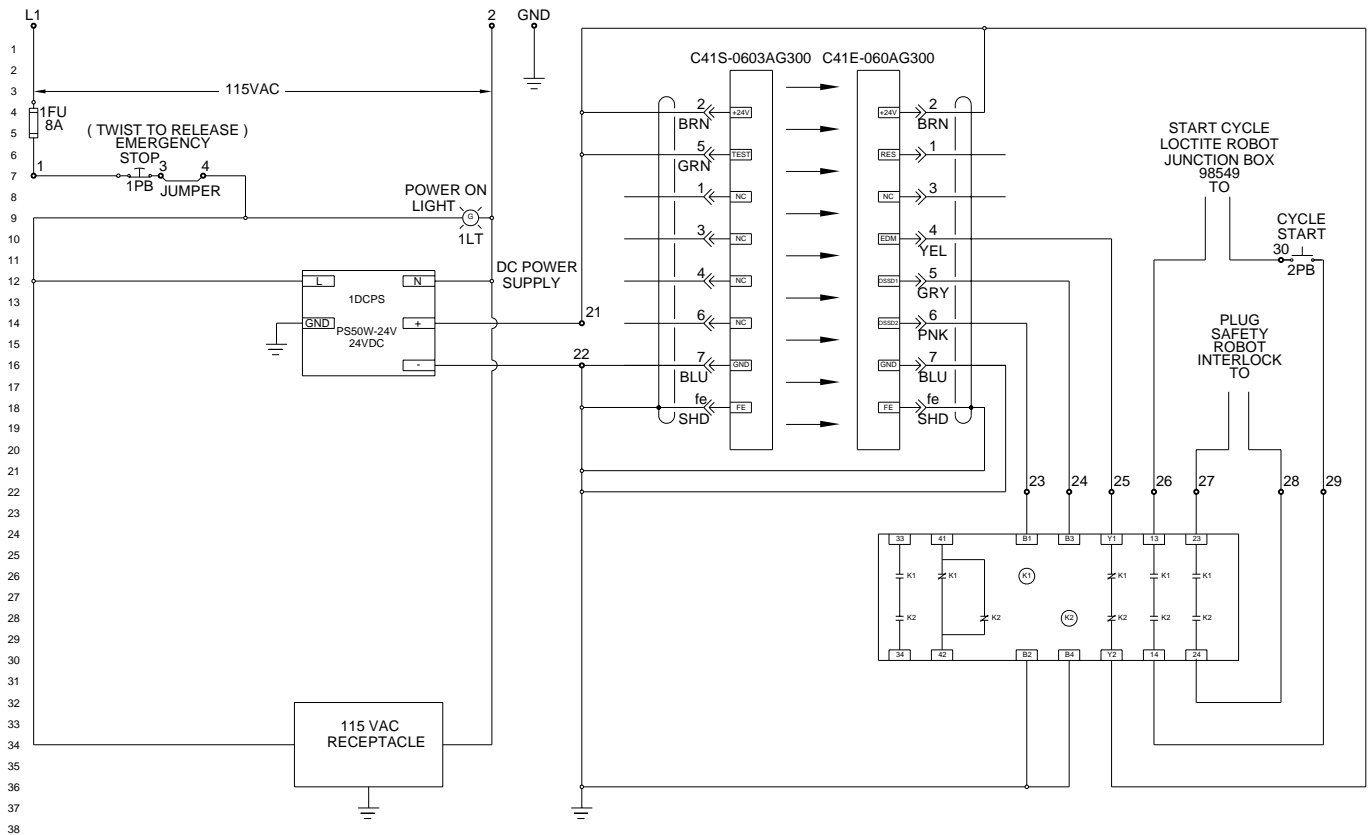 L1
2
GND
1
2
3
4
5
6
7
8
9
10
11
12
13
14
15
16
17
18
19
20
21
22
23
24
25
26
27
28
29
30
31
32
33
34
35
36
37
38
115VAC
1FU
8A
( TWIST TO RELEASE )
EMERGENCY
STOP
1
3
4
1PB
JUMPER
POWER ON
LIGHT
G
1LT
DC POWER
SUPPLY
L
N
1DCPS
GND
+
PS50W-24V
24VDC
-
21
22
115 VAC
RECEPTACLE
C41S-0603AG300
C41E-060AG300
2
BRN
+24V
5
GRN
TEST
1
NC
3
NC
4
NC
6
NC
7
BLU
GND
fe
SHD
FE
+24V
2
BRN
RES
1
NC
3
EDM
4
YEL
OSSD1
5
GRY
OSSD2
6
PNK
GND
7
BLU
FE
fe
SHD
START CYCLE
LOCTITE ROBOT
JUNCTION BOX
98549
TO
CYCLE
START
30
2PB
PLUG
SAFETY
ROBOT
INTERLOCK
TO
23
24
25
26
27
28
29
33
41
B1
B3
Y1
13
23
K1
K1
K1
K1
K1
K1
K2
K2
K2
K2
K2
K2
34
42
B2
B4
Y2
14
24